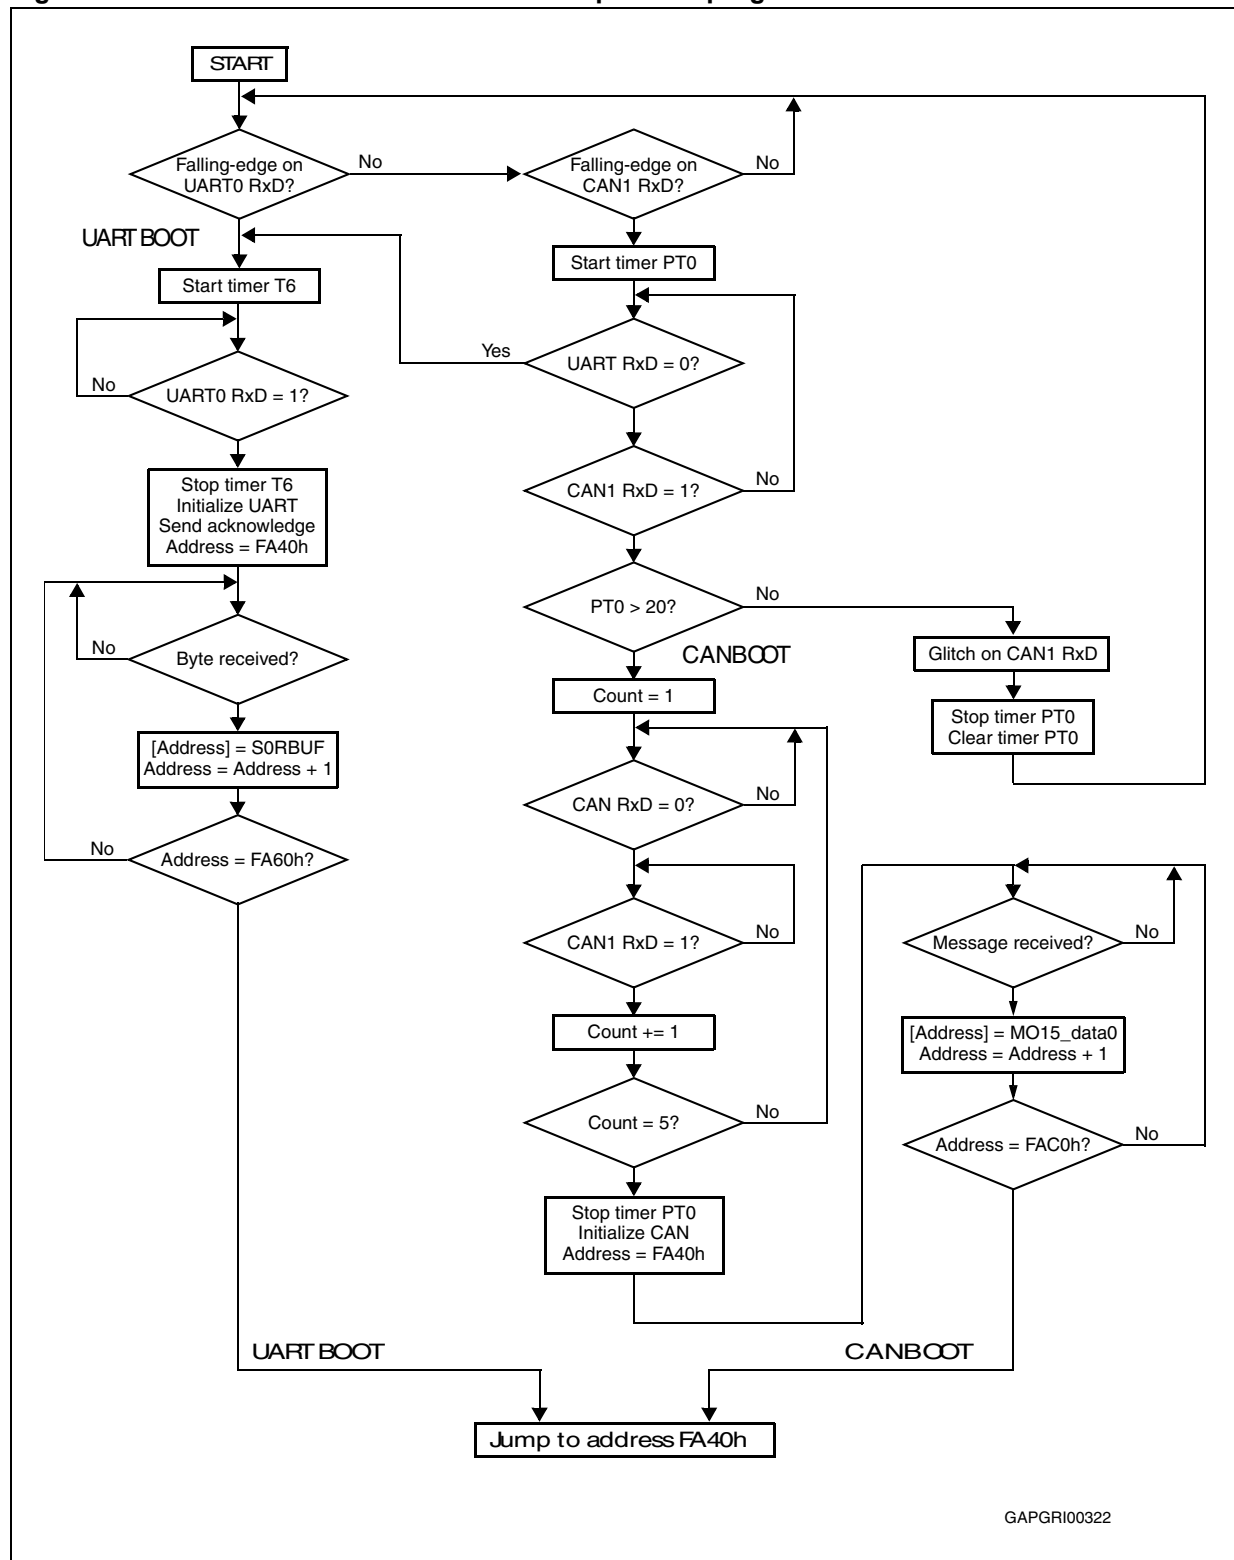 START
Falling-edge on
UART0 RxD?
No
Falling-edge on
CAN1 RxD?
No
UART BOOT
Start timer T6
Start timer PT0
No
UART0 RxD = 1?
Yes
UART RxD = 0?
Stop timer T6
Initialize UART
Send acknowledge
Address = FA40h
CAN1 RxD = 1?
No
PT0 > 20?
No
No
Byte received?
CANBOOT
Glitch on CAN1 RxD
Count = 1
Stop timer PT0
Clear timer PT0
[Address] = S0RBUF
Address = Address + 1
CAN RxD = 0?
No
No
Address = FA60h?
CAN1 RxD = 1?
No
Message received?
No
Count += 1
[Address] = MO15_data0
Address = Address + 1
Count = 5?
No
Address = FAC0h?
No
Stop timer PT0
Initialize CAN
Address = FA40h
UART BOOT
CANBOOT
Jump to address FA40h
GAPGRI00322